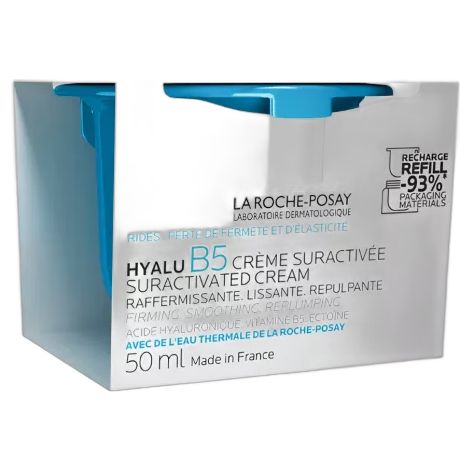 RECHARGE
REFILL
-93%*
PACKAGING
MATERIALS
LA ROCHE-POSAY
LABORATOIRE DERMATOLOGIQUE
RIDES, PERTE DE FERMETÉ ET D'ÉLASTICITÉ
HYALU B5 CRÈME SURACTIVÉE
SURACTIVATED CREAM
RAFFERMISSANTE. LISSANTE. REPULPANTE
FIRMING. SMOOTHING. REPLUMPING
ACIDE HYALURONIQUE. VITAMINE B5. ECTOÏNE
AVEC DE L'EAU THERMALE DE LA ROCHE-POSAY
50 ml Made in France